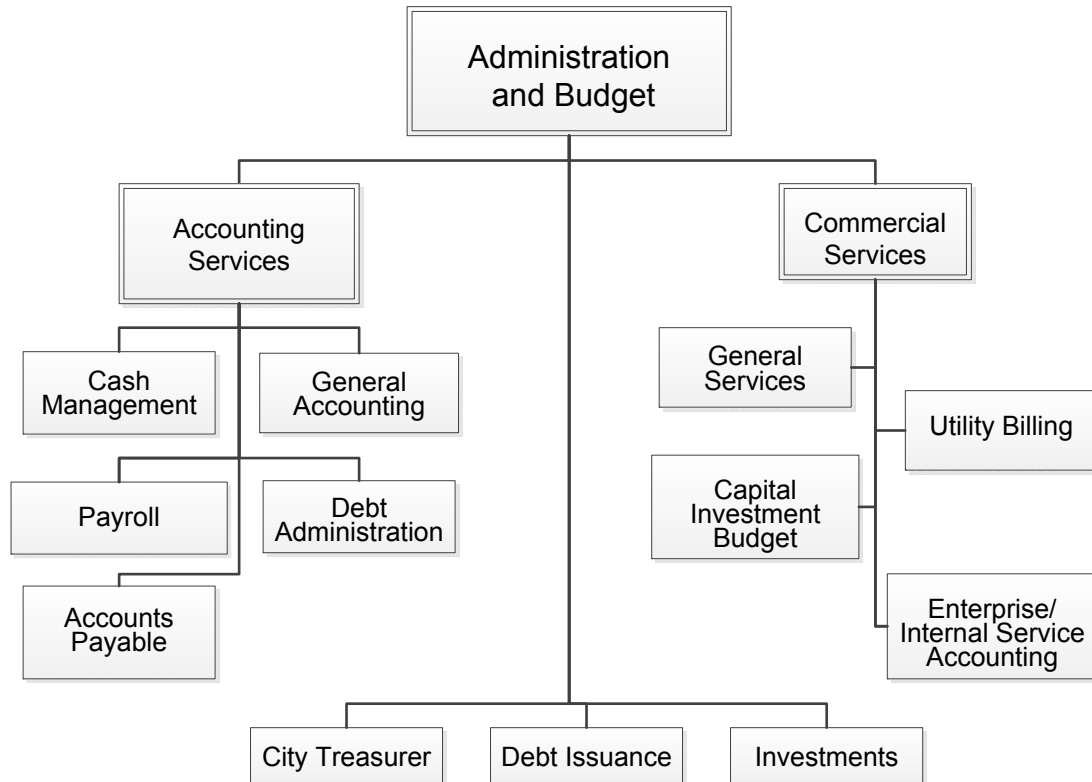 Administration
and Budget
Accounting
Services
Commercial
Services
Cash
Management
General
Accounting
General
Services
Utility Billing
Payroll
Debt
Administration
Capital
Investment
Budget
Accounts
Payable
Enterprise/
Internal Service
Accounting
City Treasurer
Debt Issuance
Investments